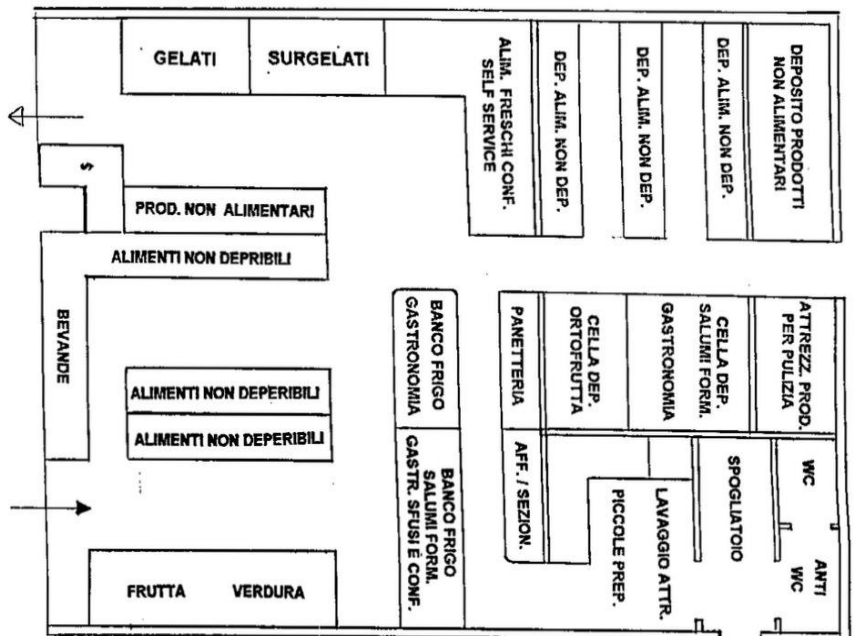 GELATI
SURGELATI
ALIM. FRESCHI CONF.
SELF SERVICE
DEP. ALIM. NON DEP.
DEP. ALIM. NON DEP.
DEP. ALIM. NON DEP.
DEPOSITO PRODOTTI
NON ALIMENTARI
$
PROD. NON ALIMENTARI
ALIMENTI NON DEPRIBILI
BEVANDE
BANCO FRIGO
GASTRONOMIA
PANETTERIA
CELLA DEP.
ORTOFRUTTA
CELLA DEP.
SALUMI FORM.
GASTRONOMIA
ATTREZZ. PROD.
PER PULIZIA
ALIMENTI NON DEPERIBILI
ALIMENTI NON DEPERIBILI
BANCO FRIGO
SALUMI FORM.
GASTR. SFUSI E CONF.
AFF. / SEZION.
LAVAGGIO ATTR.
PICCOLE PREP.
SPOGLIATOIO
WC
ANTI
WC
FRUTTA VERDURA